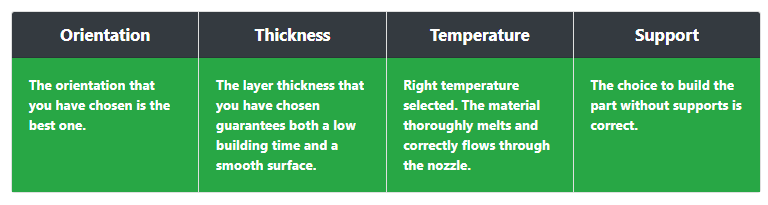 Orientation
Thickness
Temperature
Support
The orientation that
you have chosen is the
best one.
The layer thickness that
you have chosen
guarantees both a low
building time and a
smooth surface.
Right temperature
selected. The material
thoroughly melts and
correctly flows through
the nozzle.
The choice to build the
part without supports is
correct.